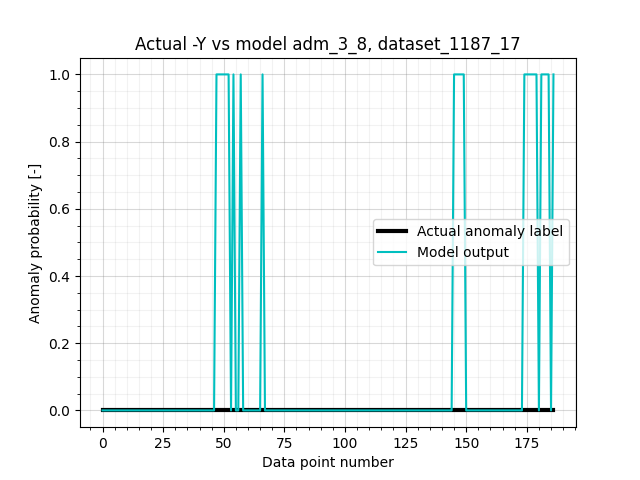 Actual -Y vs model adm_3_8, dataset_1187_17
1.0
0.8
0.6
0.4
0.2
0.0
Anomaly probability [-]
Actual anomaly label
Model output
0 25 50 75 100 125 150 175
Data point number